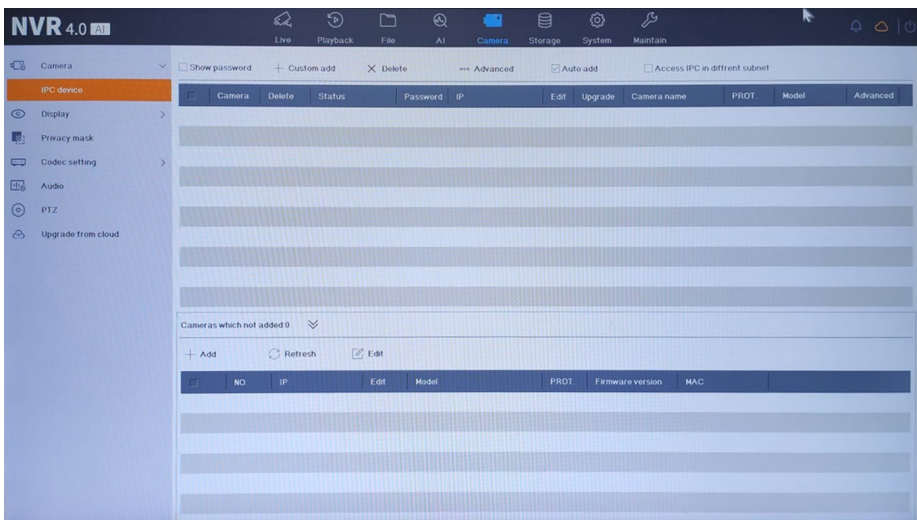 NVR 4.0 AI
Live Playback File AI Camera Storage System Maintain
Camera
IPC device
Display
Privacy mask
Codec setting
Audio
PTZ
Upgrade from cloud
Show password Custom add Delete Advanced Auto add Access IPC in diffrent subnet
Camera Delete Status Password IP Edit Upgrade Camera name PROT Model Advanced
Cameras which not added:0
Add Refresh Edit
NO. IP Edit Model PROT Firmware version MAC